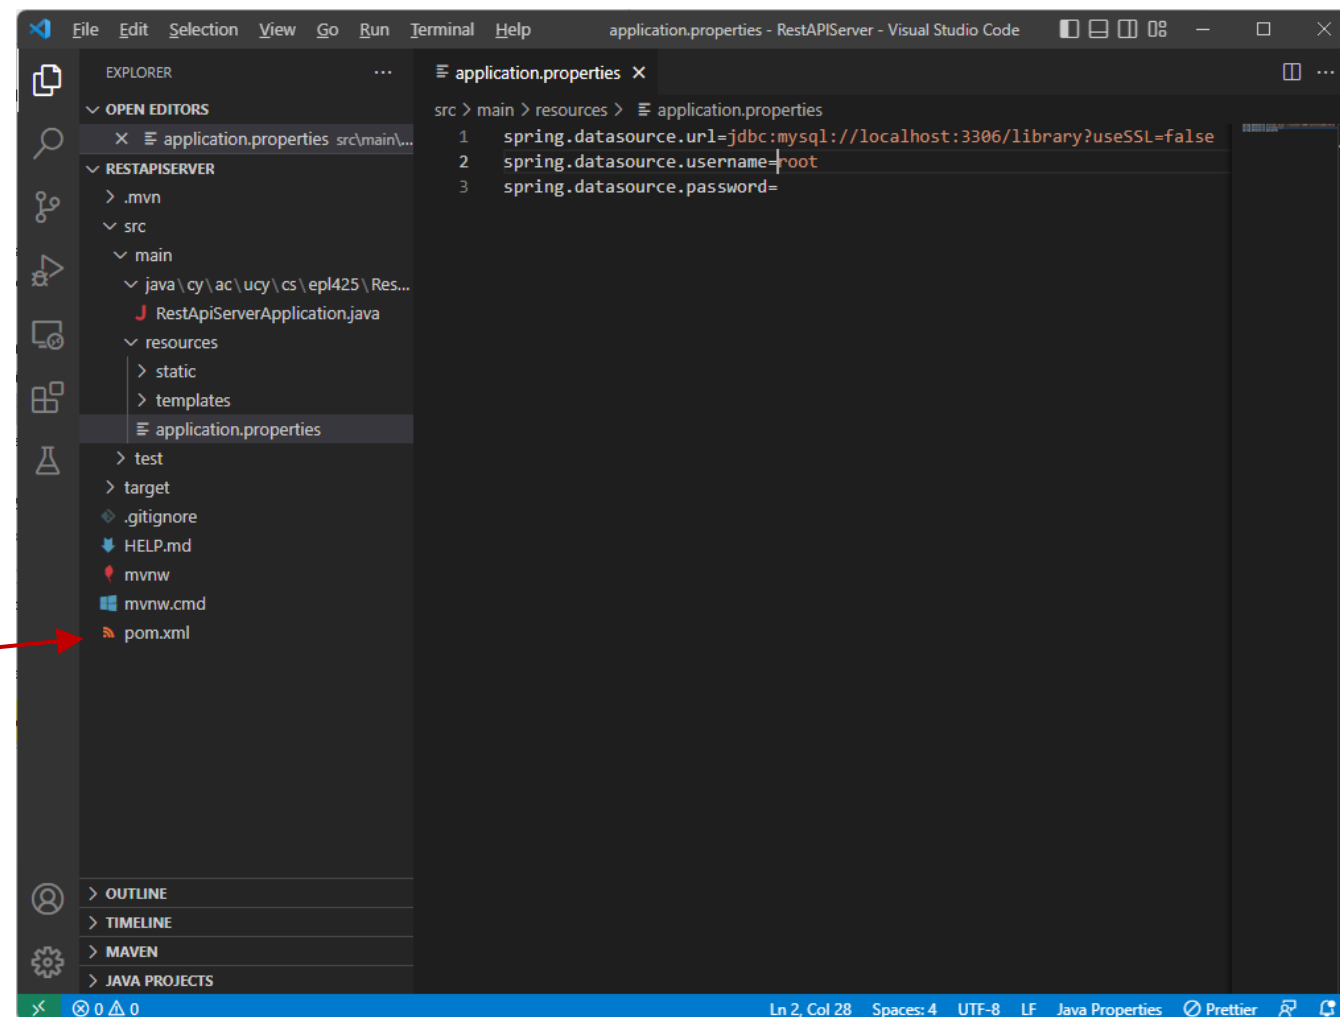 File Edit Selection View Go Run Terminal Help application.properties - RestAPIServer - Visual Studio Code
EXPLORER
OPEN EDITORS
application.properties src\main\...
RESTAPISERVER
.mvn
src
main
java\cy\ac\ucy\cs\epl425\Res...
RestApiServerApplication.java
resources
static
templates
application.properties
test
target
.gitignore
HELP.md
mvnw
mvnw.cmd
pom.xml
OUTLINE
TIMELINE
MAVEN
JAVA PROJECTS
application.properties
src > main > resources > application.properties
1 spring.datasource.url=jdbc:mysql://localhost:3306/library?useSSL=false
2 spring.datasource.username=root
3 spring.datasource.password=
0 0 Ln 2, Col 28 Spaces: 4 UTF-8 LF Java Properties Prettier